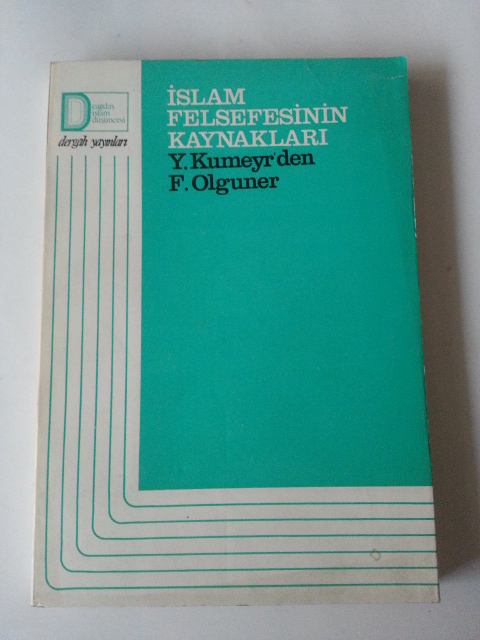 çağdaş
islam
düşüncesi
dergâh yayınları
İSLAM
FELSEFESİNİN
KAYNAKLARI
Y. Kumeyr'den
F. Olguner